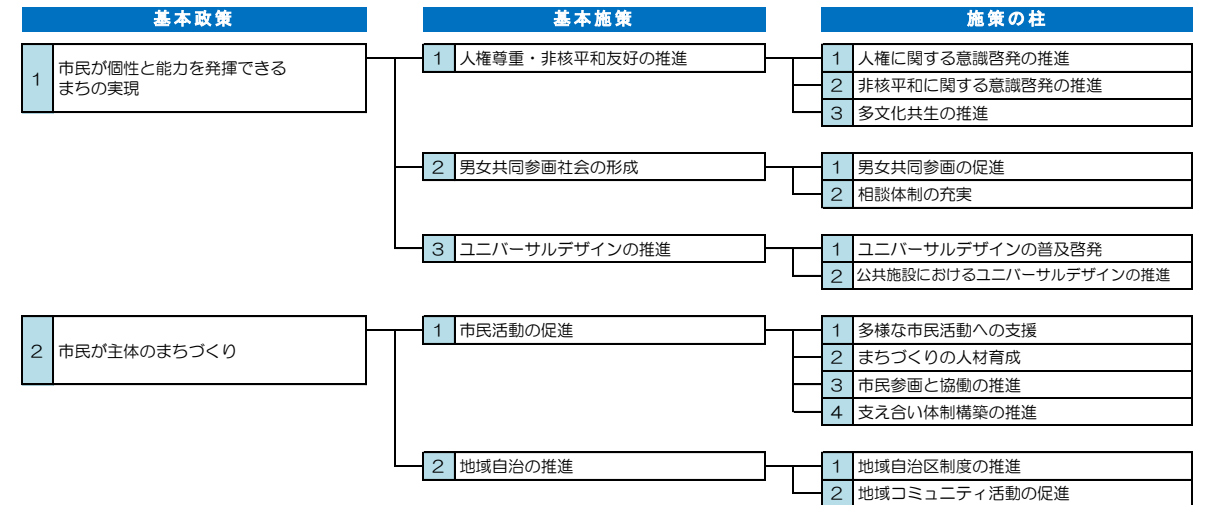 基本政策
基本施策
施策の柱
1 市民が個性と能力を発揮できる
まちの実現
1 人権尊重・非核平和友好の推進
1 人権に関する意識啓発の推進
2 非核平和に関する意識啓発の推進
3 多文化共生の推進
2 男女共同参画社会の形成
1 男女共同参画の促進
2 相談体制の充実
3 ユニバーサルデザインの推進
1 ユニバーサルデザインの普及啓発
2 公共施設におけるユニバーサルデザインの推進
2 市民が主体のまちづくり
1 市民活動の促進
1 多様な市民活動への支援
2 まちづくりの人材育成
3 市民参画と協働の推進
4 支え合い体制構築の推進
2 地域自治の推進
1 地域自治区制度の推進
2 地域コミュニティ活動の促進